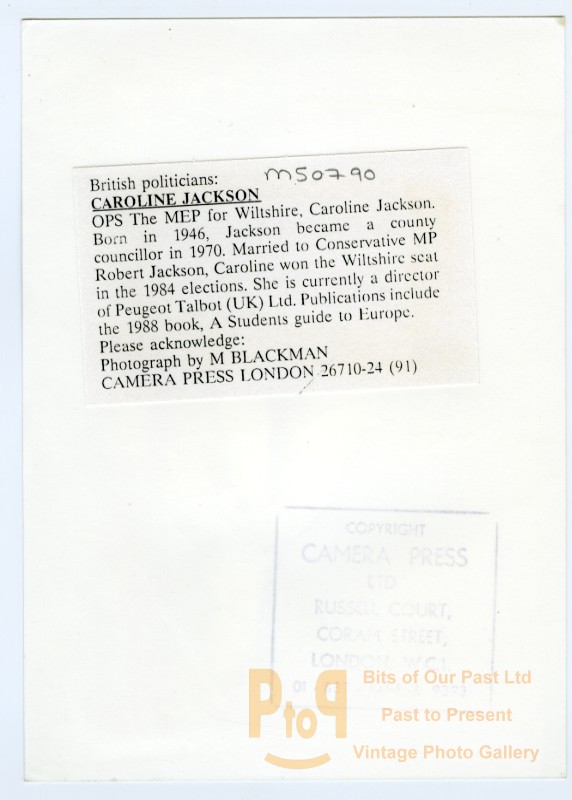 British politicians:
M50790
CAROLINE JACKSON
OPS The MEP for Wiltshire, Caroline Jackson.
Born in 1946, Jackson became a county
councillor in 1970. Married to Conservative MP
Robert Jackson, Caroline won the Wiltshire seat
in the 1984 elections. She is currently a director
of Peugeot Talbot (UK) Ltd. Publications include
the 1988 book, A Students guide to Europe.
Please acknowledge:
Photograph by M BLACKMAN
CAMERA PRESS LONDON 26710-24 (91)
COPYRIGHT
CAMERA PRESS
LTD
RUSSELL COURT,
CORAM STREET,
LONDON W.C.1.
01
PtoP
Bits of Our Past Ltd
Past to Present
Vintage Photo Gallery